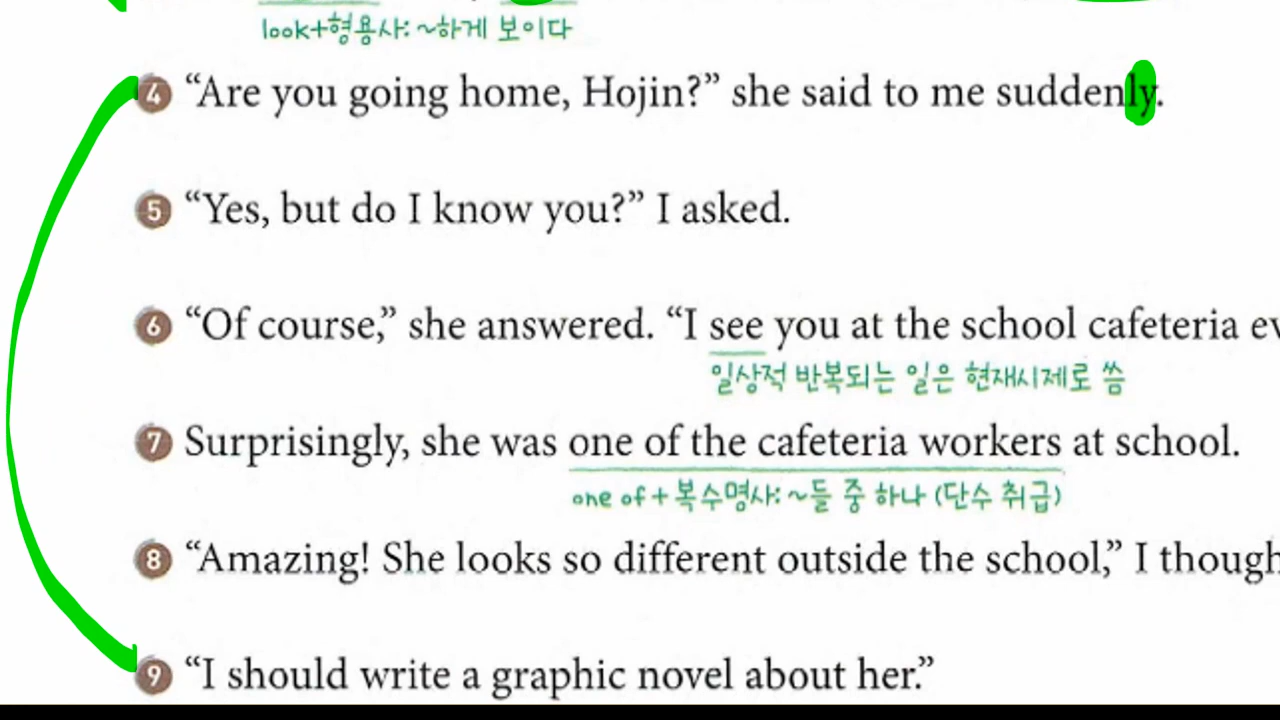 look+형용사: ~하게 보이다
4 “Are you going home, Hojin?” she said to me suddenly.
5 “Yes, but do I know you?” I asked.
6 “Of course,” she answered. “I see you at the school cafeteria
일상적 반복되는 일은 현재시제로 씀
7 Surprisingly, she was one of the cafeteria workers at school.
one of + 복수명사: ~들 중 하나 (단수 취급)
8 “Amazing! She looks so different outside the school,” I though
9 “I should write a graphic novel about her.”